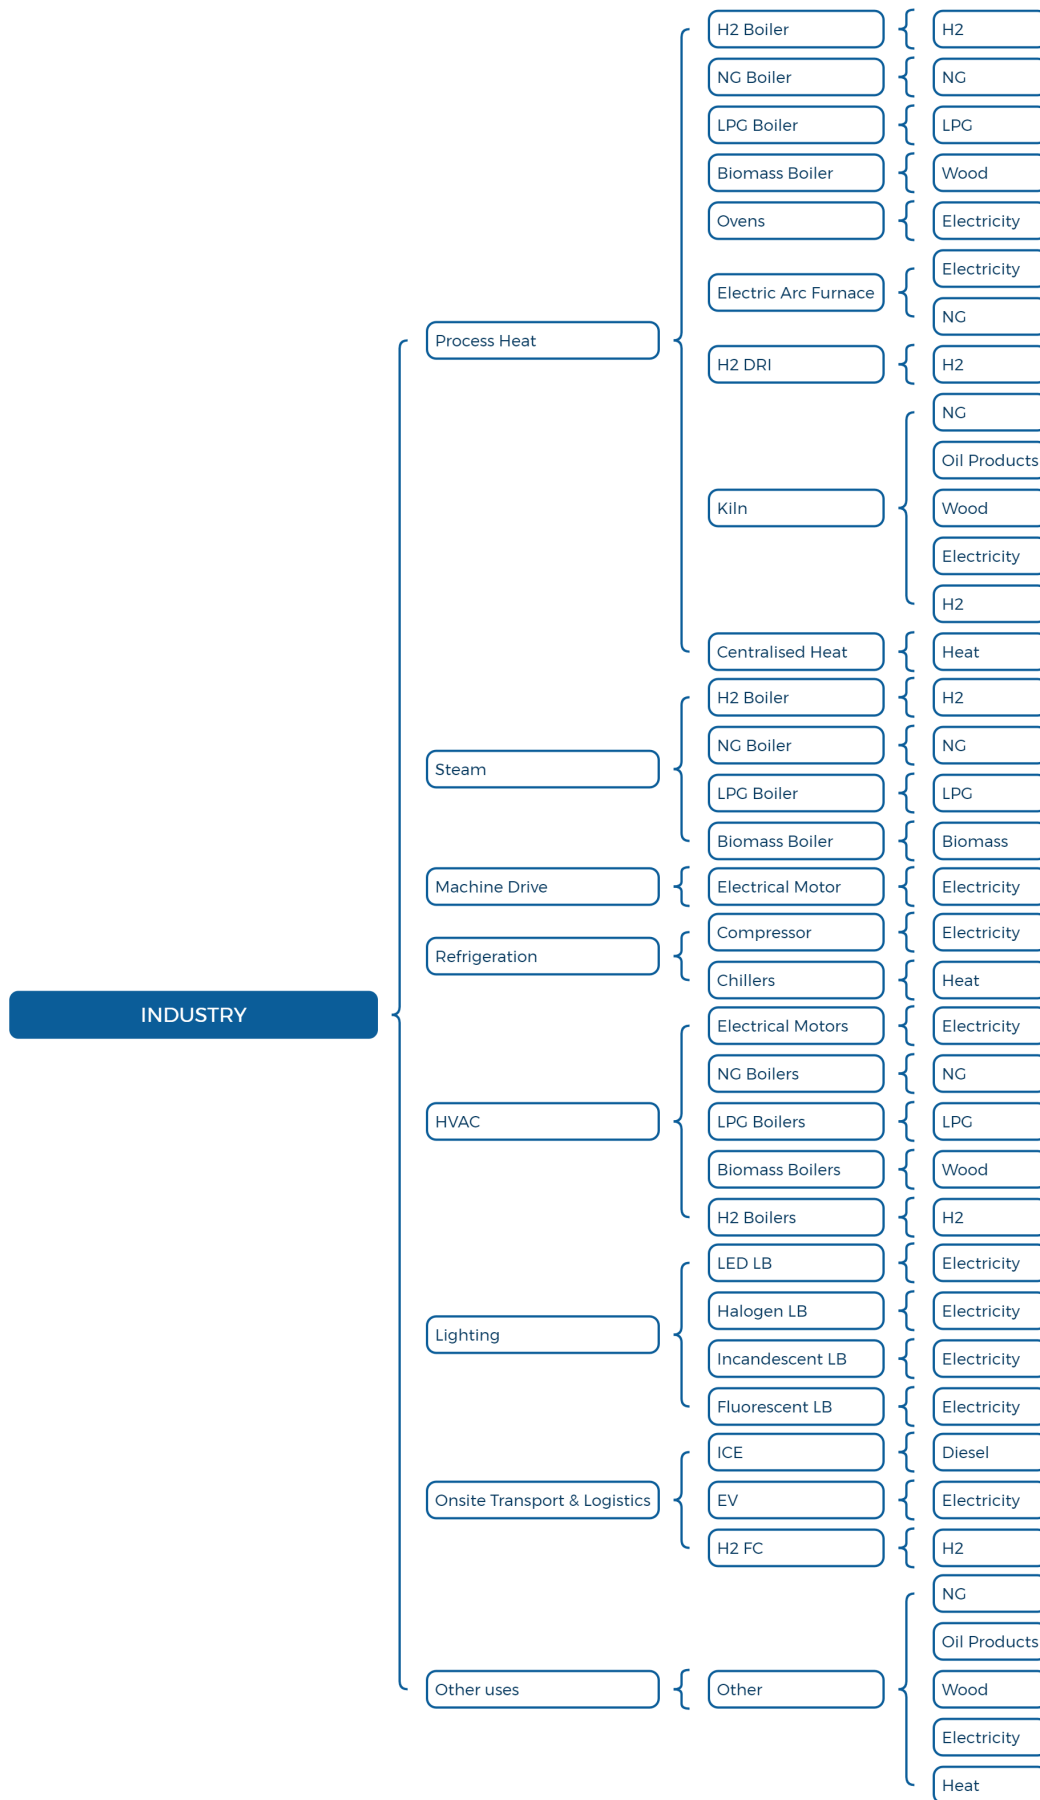 H2 Boiler
H2
NG Boiler
NG
LPG Boiler
LPG
Biomass Boiler
Wood
Ovens
Electricity
Electricity
Electric Arc Furnace
NG
Process Heat
H2 DRI
H2
NG
Oil Products
Kiln
Wood
Electricity
H2
Centralised Heat
Heat
H2 Boiler
H2
NG Boiler
NG
Steam
LPG Boiler
LPG
Biomass Boiler
Biomass
Machine Drive
Electrical Motor
Electricity
Compressor
Electricity
Refrigeration
Chillers
Heat
INDUSTRY
Electrical Motors
Electricity
NG Boilers
NG
HVAC
LPG Boilers
LPG
Biomass Boilers
Wood
H2 Boilers
H2
LED LB
Electricity
Halogen LB
Electricity
Lighting
Incandescent LB
Electricity
Fluorescent LB
Electricity
ICE
Diesel
Onsite Transport & Logistics
EV
Electricity
H2 FC
H2
NG
Oil Products
Other uses
Other
Wood
Electricity
Heat